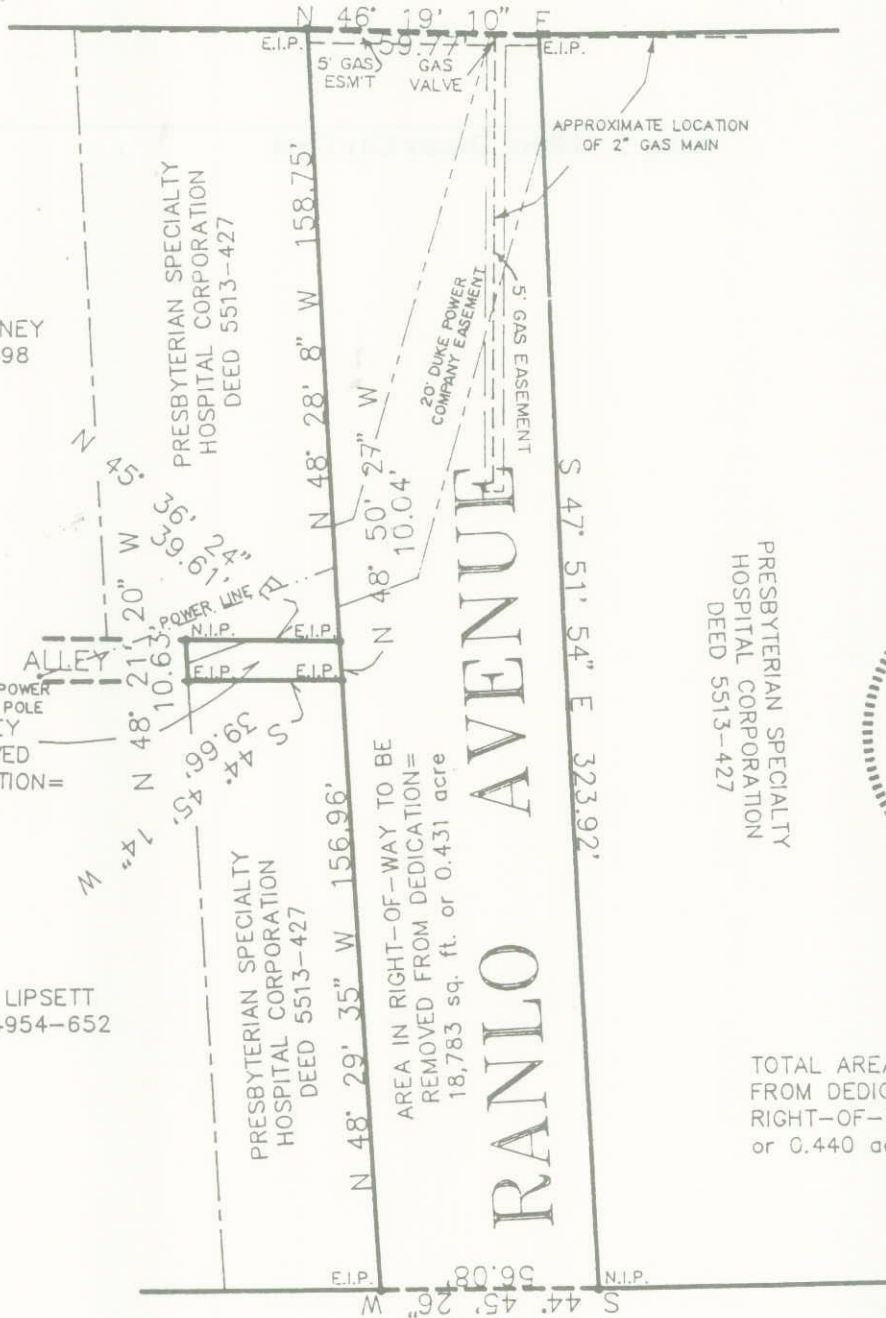 N 46° 19' 10" E
59.77'
E.I.P.
E.I.P.
5' GAS
ESM'T
GAS
VALVE
APPROXIMATE LOCATION
OF 2" GAS MAIN
158.75'
N 48° 28' 8" W
PRESBYTERIAN SPECIALTY
HOSPITAL CORPORATION
DEED 5513-427
NEY
98
20' DUKE POWER
COMPANY EASEMENT
5' GAS EASEMENT
N 45° 36' 24"
39.61'
N 48° 50' 27" W
10.04'
POWER LINE
N.I.P.
E.I.P.
E.I.P.
E.I.P.
ALLEY
N 48° 21' 20" W
10.63'
POWER
POLE
EY
VED
TION=
S 44° 45' 14" W
39.66'
S 47° 51' 54" E 323.92'
PRESBYTERIAN SPECIALTY
HOSPITAL CORPORATION
DEED 5513-427
RANLO AVENUE
AREA IN RIGHT-OF-WAY TO BE
REMOVED FROM DEDICATION=
18,783 sq. ft. or 0.431 acre
N 48° 29' 35" W 156.96'
PRESBYTERIAN SPECIALTY
HOSPITAL CORPORATION
DEED 5513-427
LIPSETT
954-652
TOTAL AREA
FROM DEDIC
RIGHT-OF-
or 0.440 a
E.I.P.
N.I.P.
56.08'
S 44° 45' 26" W